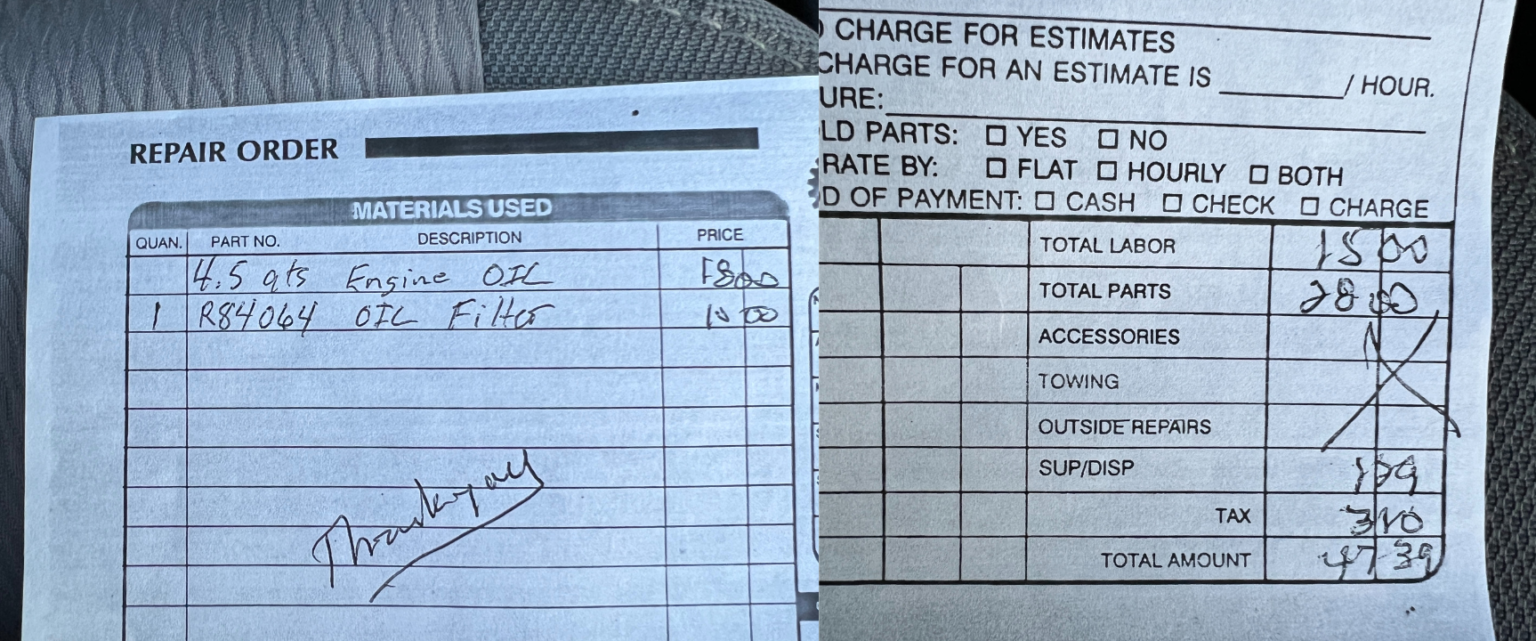 REPAIR ORDER
MATERIALS USED
QUAN. PART NO. DESCRIPTION PRICE
4.5 qts Engine OIL 18 00
1 R84064 OIL Filter 10 00
Thankyou
CHARGE FOR ESTIMATES
CHARGE FOR AN ESTIMATE IS ______ / HOUR.
URE:
LD PARTS: ☐ YES ☐ NO
RATE BY: ☐ FLAT ☐ HOURLY ☐ BOTH
D OF PAYMENT: ☐ CASH ☐ CHECK ☐ CHARGE
TOTAL LABOR 15 00
TOTAL PARTS 28.00
ACCESSORIES
TOWING
OUTSIDE REPAIRS
SUP/DISP 1 29
TAX 3 10
TOTAL AMOUNT 47 39